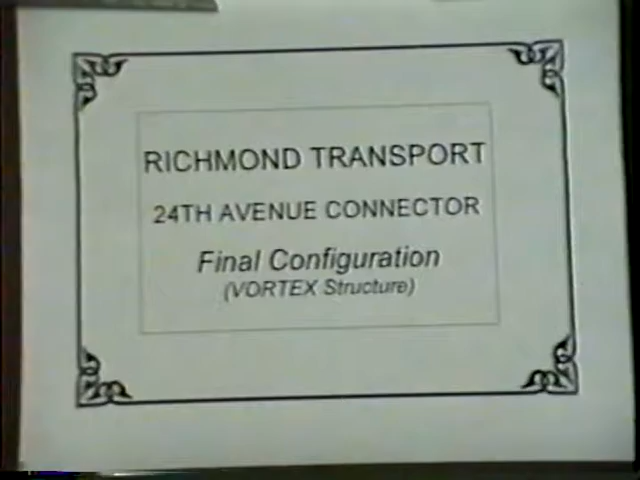 RICHMOND TRANSPORT
24TH AVENUE CONNECTOR
Final Configuration
(VORTEX Structure)